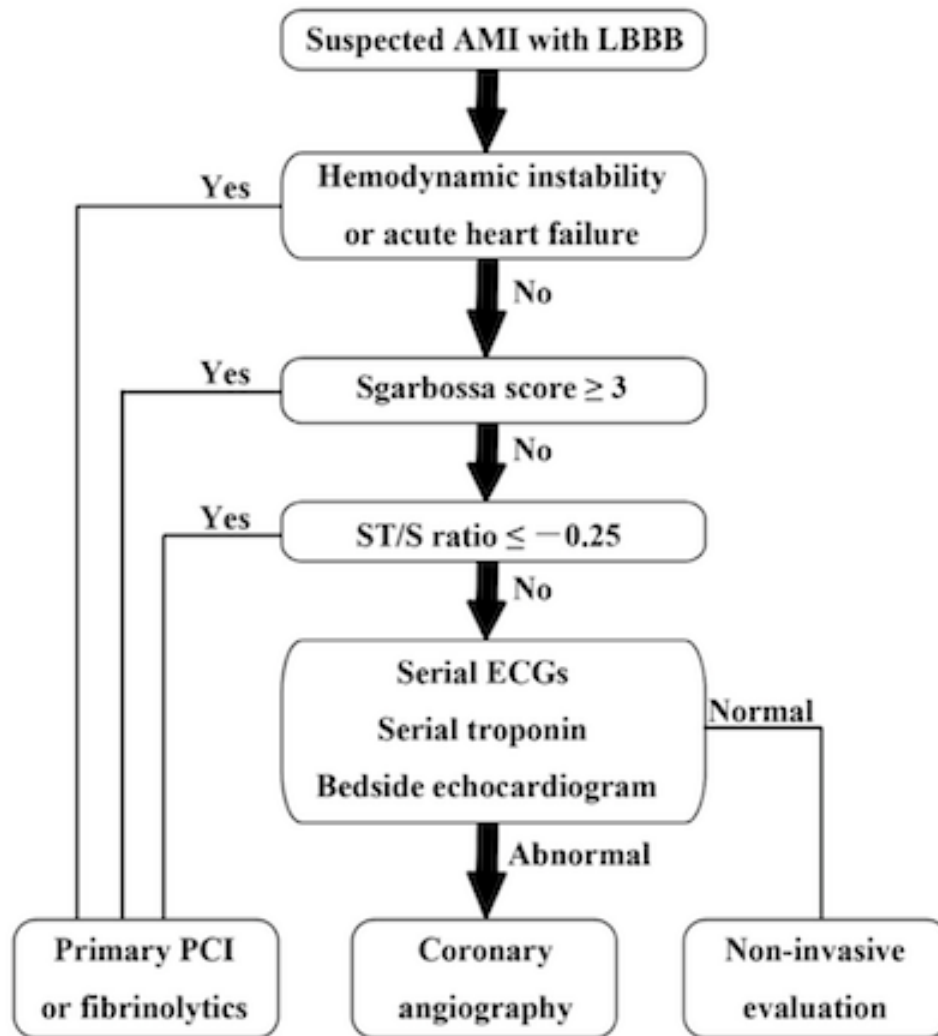 Suspected AMI with LBBB
Yes
Hemodynamic instability
or acute heart failure
No
Yes
Sgarbossa score ≥ 3
No
Yes
ST/S ratio ≤ −0.25
No
Serial ECGs
Serial troponin
Bedside echocardiogram
Normal
Abnormal
Primary PCI
or fibrinolytics
Coronary
angiography
Non-invasive
evaluation